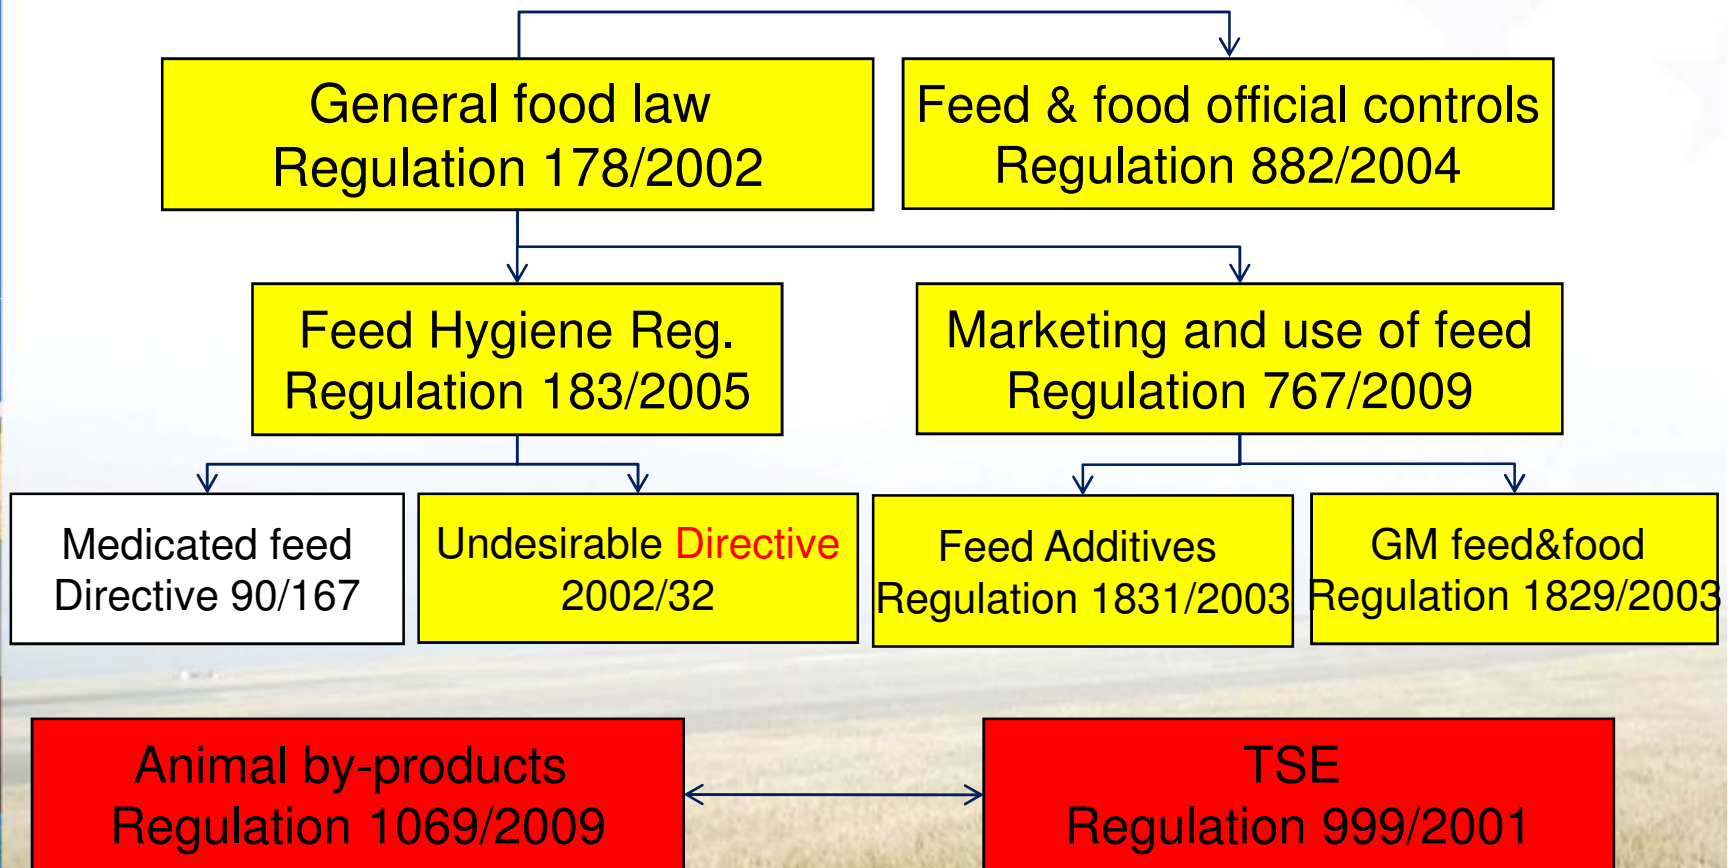 General food law
Regulation 178/2002
Feed & food official controls
Regulation 882/2004
Feed Hygiene Reg.
Regulation 183/2005
Marketing and use of feed
Regulation 767/2009
Medicated feed
Directive 90/167
Undesirable Directive
2002/32
Feed Additives
Regulation 1831/2003
GM feed&food
Regulation 1829/2003
Animal by-products
Regulation 1069/2009
TSE
Regulation 999/2001